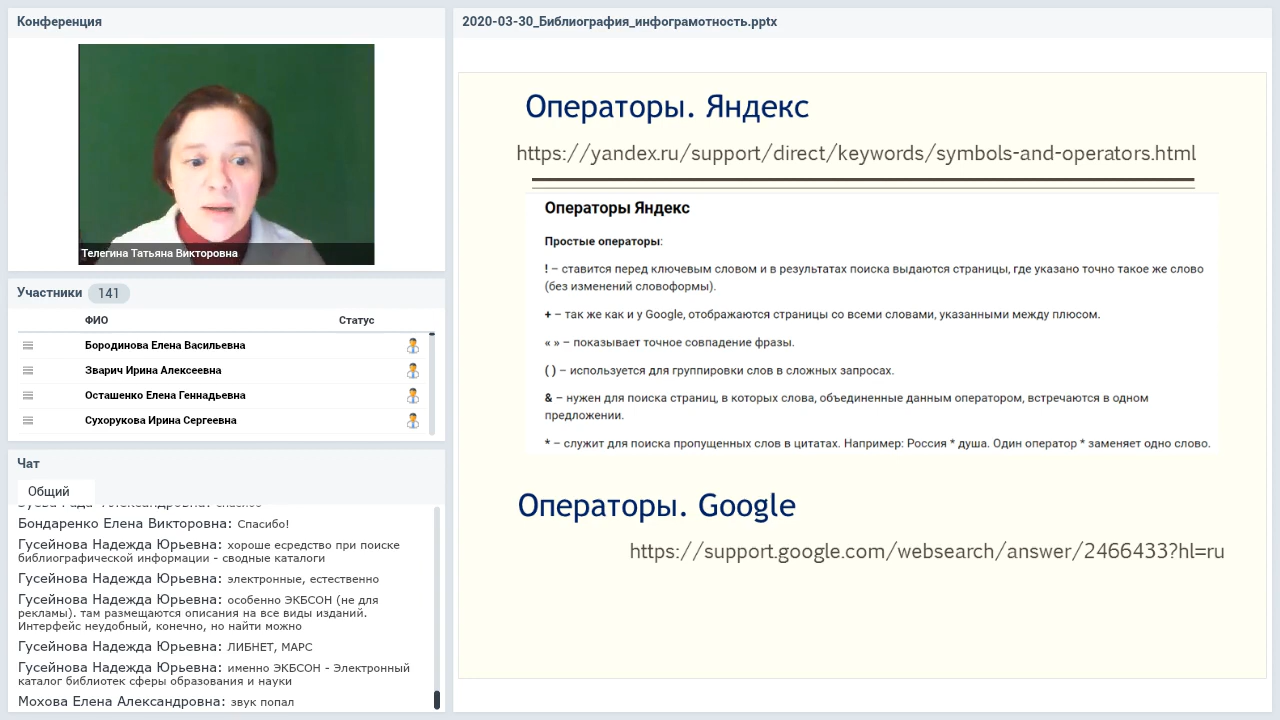 Конференция
Телегина Татьяна Викторовна
Участники 141
ФИО Статус
Бородинова Елена Васильевна
Зварич Ирина Алексеевна
Осташенко Елена Геннадьевна
Сухорукова Ирина Сергеевна
Чат
Общий
Бондаренко Елена Викторовна: Спасибо!
Гусейнова Надежда Юрьевна: хороше есредство при поиске
библиографической информации - сводные каталоги
Гусейнова Надежда Юрьевна: электронные, естественно
Гусейнова Надежда Юрьевна: особенно ЭКБСОН (не для
рекламы). там размещаются описания на все виды изданий.
Интерфейс неудобный, конечно, но найти можно
Гусейнова Надежда Юрьевна: ЛИБНЕТ, МАРС
Гусейнова Надежда Юрьевна: именно ЭКБСОН - Электронный
каталог библиотек сферы образования и науки
Мохова Елена Александровна: звук попал
2020-03-30_Библиография_инфограмотность.pptx
Операторы. Яндекс
https://yandex.ru/support/direct/keywords/symbols-and-operators.html
Операторы Яндекс
Простые операторы:
! – ставится перед ключевым словом и в результатах поиска выдаются страницы, где указано точно такое же слово
(без изменений словоформы).
+ – так же как и у Google, отображаются страницы со всеми словами, указанными между плюсом.
« » – показывает точное совпадение фразы.
( ) – используется для группировки слов в сложных запросах.
& – нужен для поиска страниц, в которых слова, объединенные данным оператором, встречаются в одном
предложении.
* – служит для поиска пропущенных слов в цитатах. Например: Россия * душа. Один оператор * заменяет одно слово.
Операторы. Google
https://support.google.com/websearch/answer/2466433?hl=ru